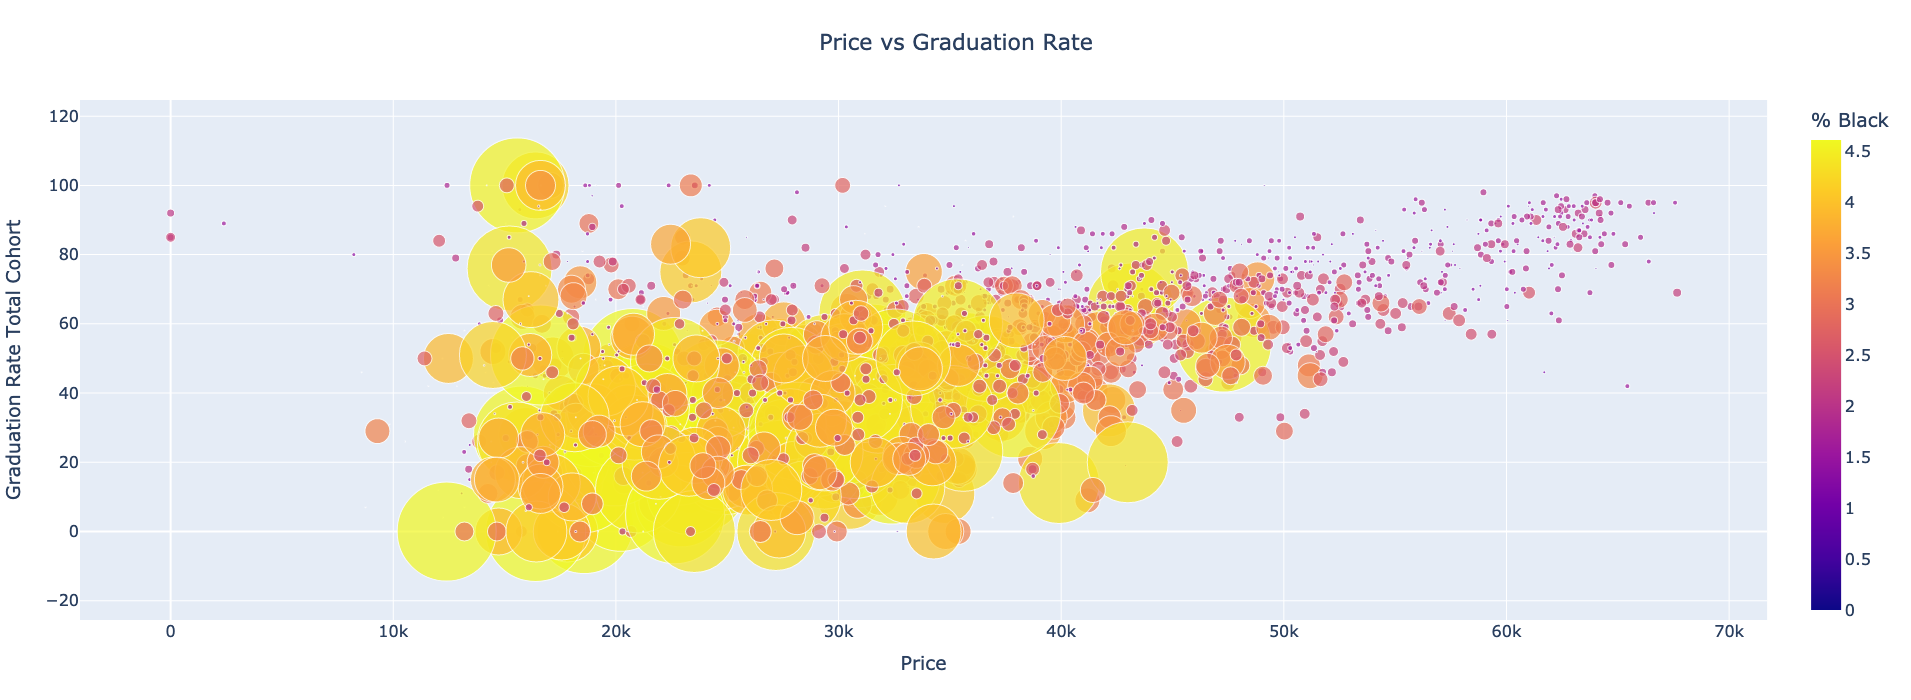 Price vs Graduation Rate
% Black
120
100
80
60
40
20
0
−20
Graduation Rate Total Cohort
4.5
4
3.5
3
2.5
2
1.5
1
0.5
0
0
10k
20k
30k
40k
50k
60k
70k
Price